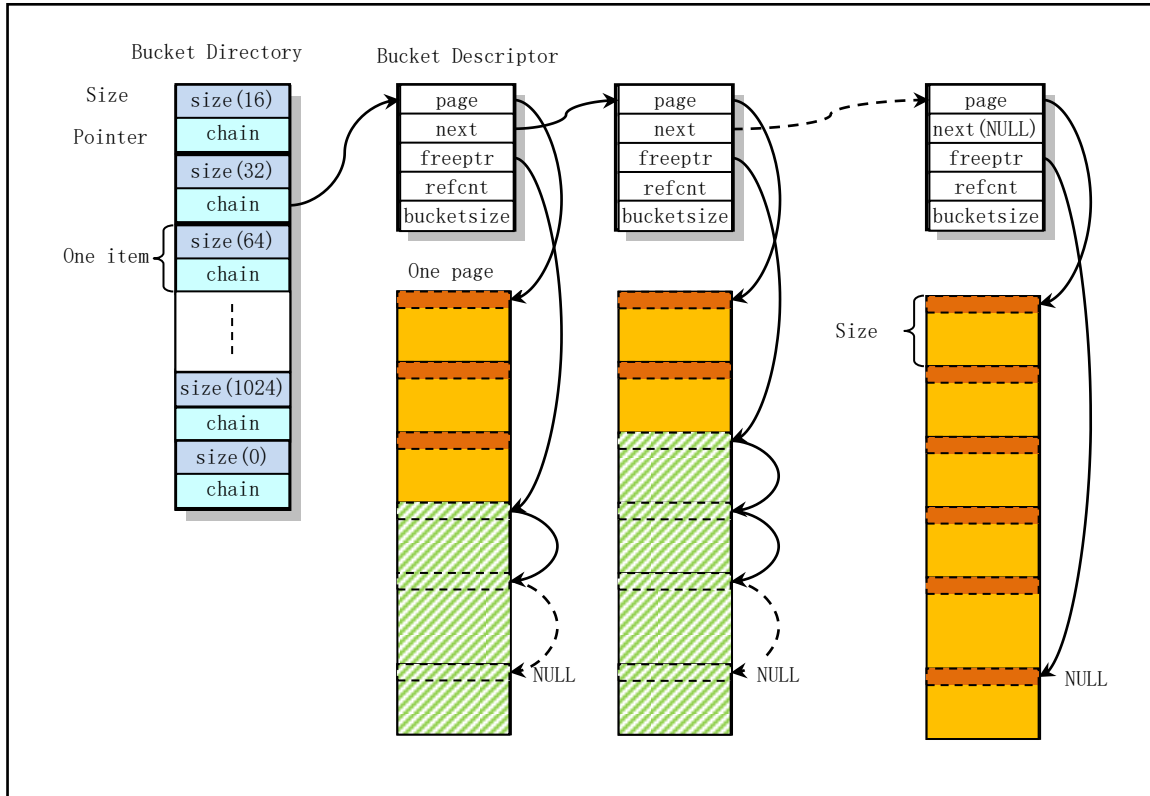 Bucket Directory
Bucket Descriptor
Size
Pointer
One item
size(16)
chain
size(32)
chain
size(64)
chain
size(1024)
chain
size(0)
chain
page
next
freeptr
refcnt
bucketsize
page
next
freeptr
refcnt
bucketsize
page
next(NULL)
freeptr
refcnt
bucketsize
One page
Size
NULL
NULL
NULL